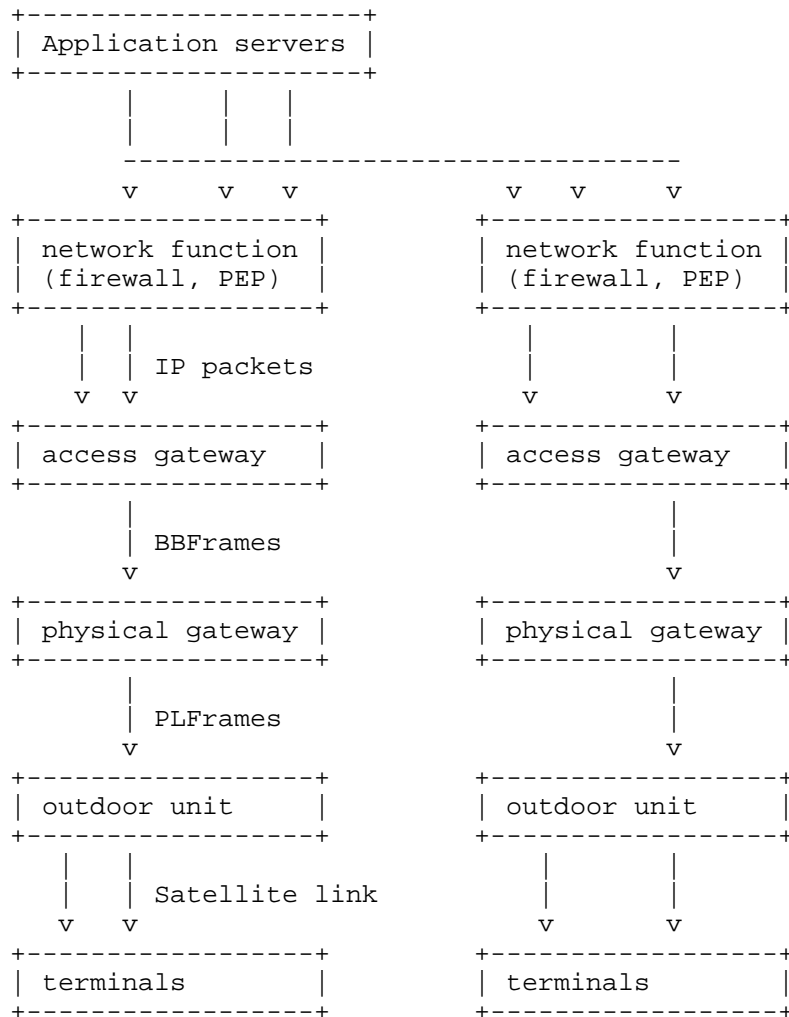 Application servers
v v v v v v
network function network function
(firewall, PEP) (firewall, PEP)
IP packets
v v v v
access gateway access gateway
BBFrames
v v
physical gateway physical gateway
PLFrames
v v
outdoor unit outdoor unit
Satellite link
v v v v
terminals terminals